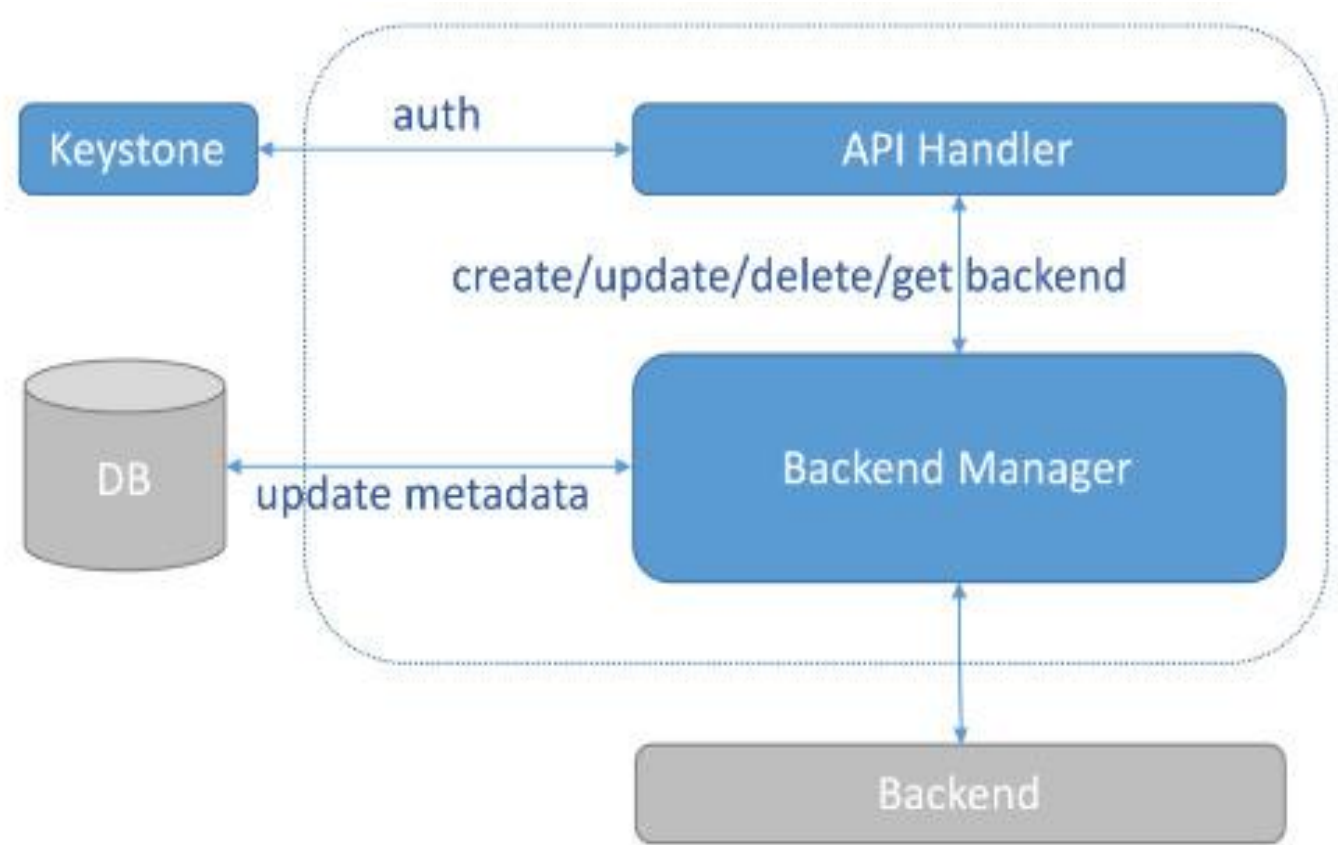 auth
Keystone
API Handler
create/update/delete/get backend
DB
Backend Manager
update metadata
Backend